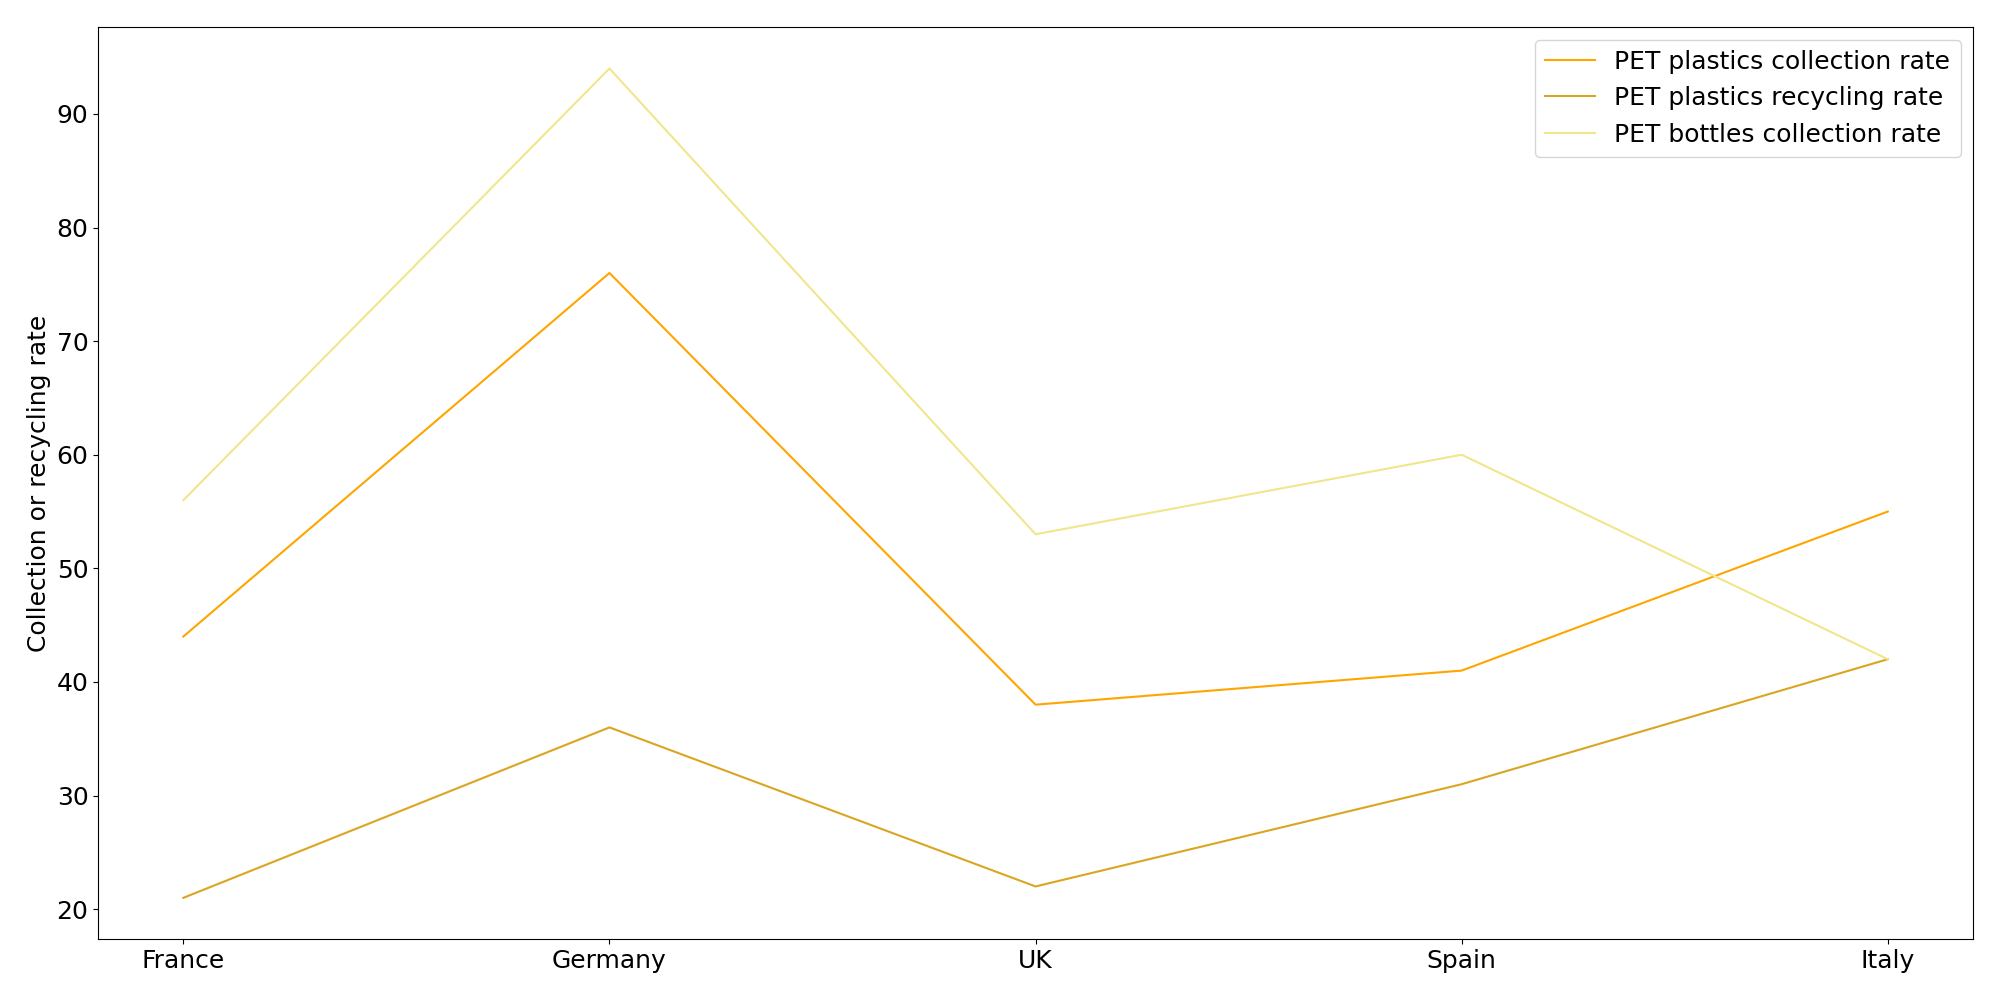 PET plastics collection rate
PET plastics recycling rate
PET bottles collection rate
Collection or recycling rate
90
80
70
60
50
40
30
20
France Germany UK Spain Italy